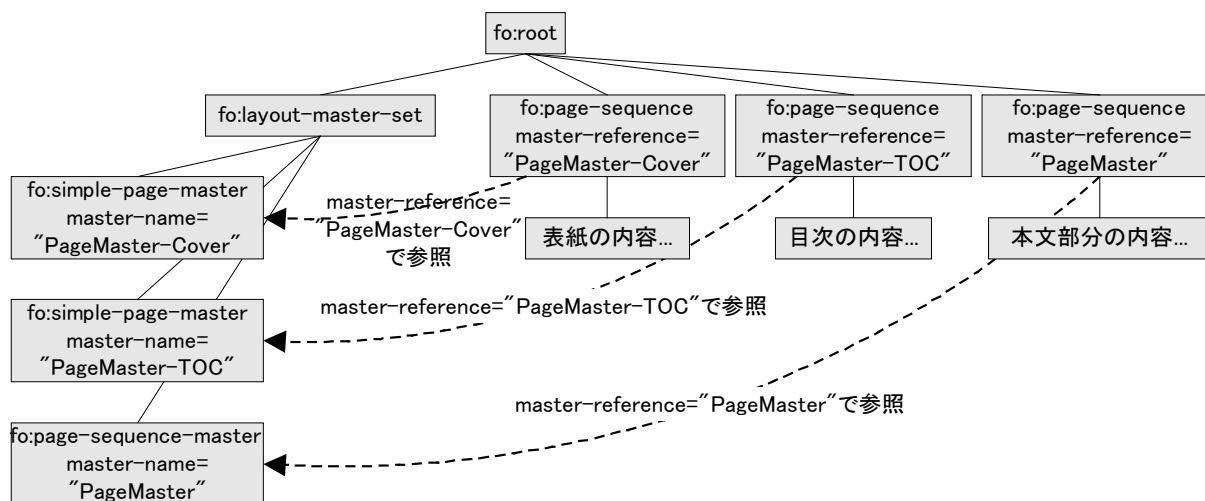 fo:root
fo:layout-master-set
fo:page-sequence
master-reference=
"PageMaster-Cover"
fo:page-sequence
master-reference=
"PageMaster-TOC"
fo:page-sequence
master-reference=
"PageMaster"
fo:simple-page-master
master-name=
"PageMaster-Cover"
master-reference=
"PageMaster-Cover"
で参照
表紙の内容...
目次の内容...
本文部分の内容...
fo:simple-page-master
master-name=
"PageMaster-TOC"
master-reference="PageMaster-TOC"で参照
master-reference="PageMaster"で参照
fo:page-sequence-master
master-name=
"PageMaster"